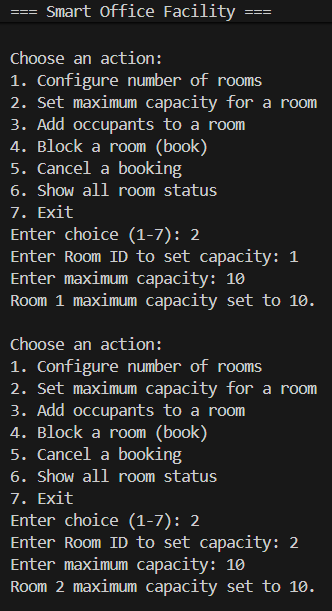 === Smart Office Facility ===
Choose an action:
1. Configure number of rooms
2. Set maximum capacity for a room
3. Add occupants to a room
4. Block a room (book)
5. Cancel a booking
6. Show all room status
7. Exit
Enter choice (1-7): 2
Enter Room ID to set capacity: 1
Enter maximum capacity: 10
Room 1 maximum capacity set to 10.
Choose an action:
1. Configure number of rooms
2. Set maximum capacity for a room
3. Add occupants to a room
4. Block a room (book)
5. Cancel a booking
6. Show all room status
7. Exit
Enter choice (1-7): 2
Enter Room ID to set capacity: 2
Enter maximum capacity: 10
Room 2 maximum capacity set to 10.